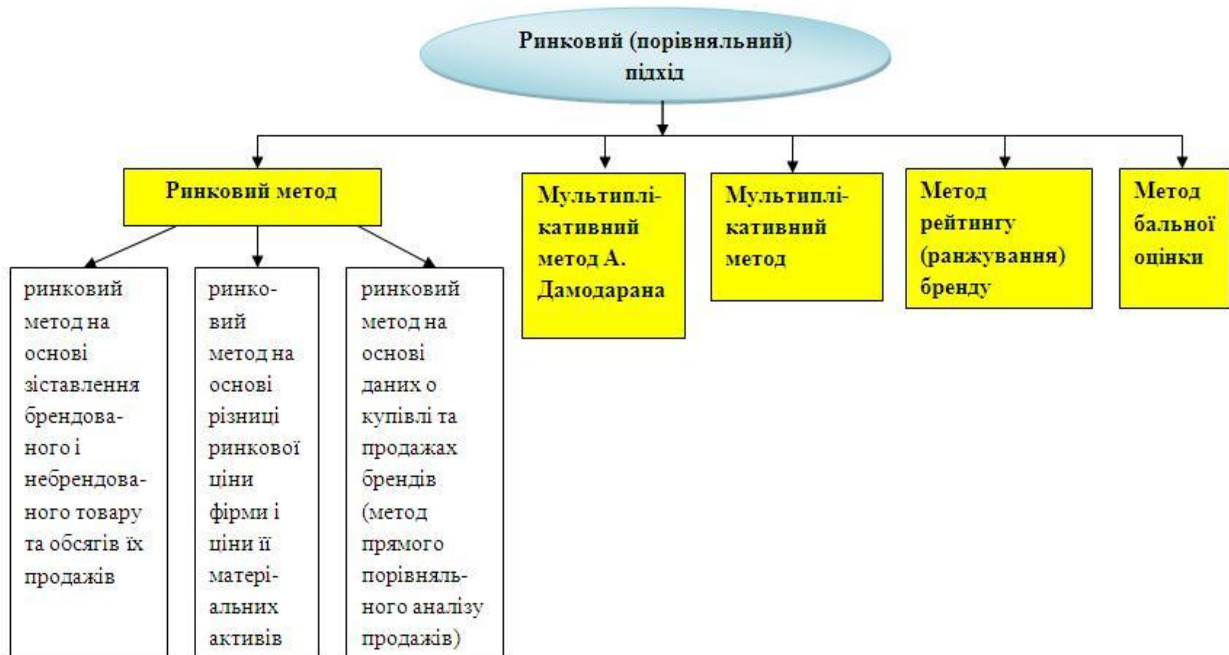 Ринковий (порівняльний)
підхід
Ринковий метод
Мультиплі-
кативний
метод А.
Дамодарана
Мультиплі-
кативний
метод
Метод
рейтингу
(ранжування)
бренду
Метод
бальної
оцінки
ринковий
метод на
основі
зіставлення
брендова-
ного і
небрендова-
ного товару
та обсягів їх
продажів
ринко-
вий
метод на
основі
різниці
ринкової
ціни
фірми і
ціни її
матері-
альних
активів
ринковий
метод на
основі
даних о
купівлі та
продажах
брендів
(метод
прямого
порівняль-
ного аналізу
продажів)